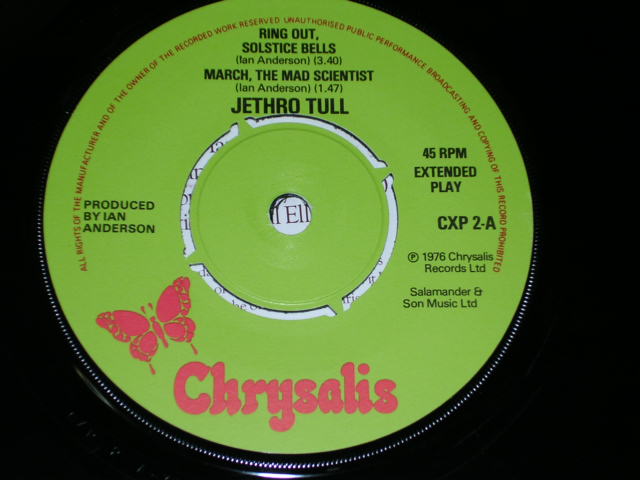 ALL RIGHTS OF THE MANUFACTURER AND OF THE OWNER OF THE RECORDED WORK RESERVED UNAUTHORISED PUBLIC PERFORMANCE BROADCASTING AND COPYING OF THIS RECORD PROHIBITED
RING OUT,
SOLSTICE BELLS
(Ian Anderson) (3.40)
MARCH, THE MAD SCIENTIST
(Ian Anderson) (1.47)
JETHRO TULL
45 RPM
EXTENDED
PLAY
CXP 2-A
PRODUCED
BY IAN
ANDERSON
℗ 1976 Chrysalis
Records Ltd
Salamander &
Son Music Ltd
Chrysalis